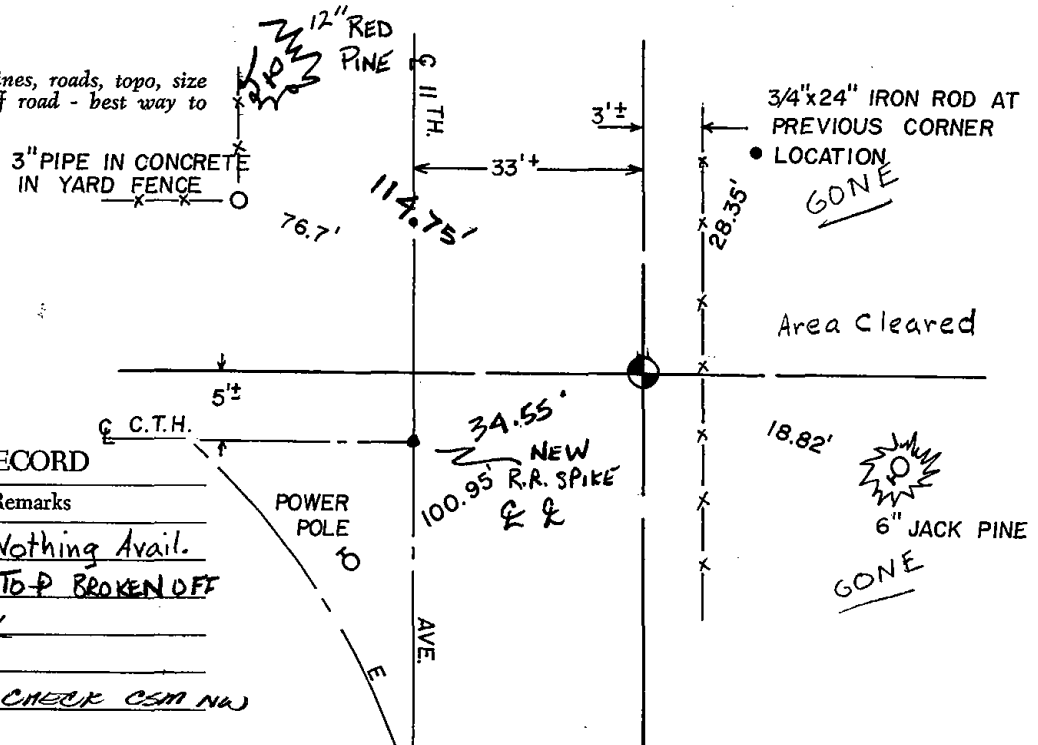 12" RED
PINE
ines, roads, topo, size
ff road - best way to
3" PIPE IN CONCRETE
IN YARD FENCE
℄ 11 TH.
33'±
3'±
3/4"x24" IRON ROD AT
PREVIOUS CORNER
LOCATION
GONE
76.7'
114.75'
28.35'
Area Cleared
5'±
℄ C.T.H.
34.55'
NEW
R.R. SPIKE
℄ ℄
100.95'
18.82'
6" JACK PINE
GONE
POWER
POLE
AVE.
E
ECORD
Remarks
Nothing Avail.
TOP BROKEN OFF
CHECK CSM NW